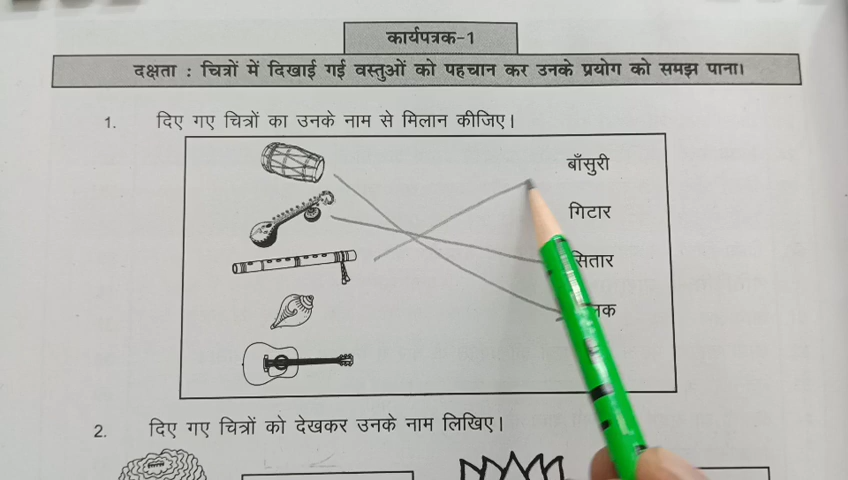 कार्यपत्रक-1
दक्षता : चित्रों में दिखाई गई वस्तुओं को पहचान कर उनके प्रयोग को समझ पाना।
1. दिए गए चित्रों का उनके नाम से मिलान कीजिए।
बाँसुरी
गिटार
सितार
2. दिए गए चित्रों को देखकर उनके नाम लिखिए।